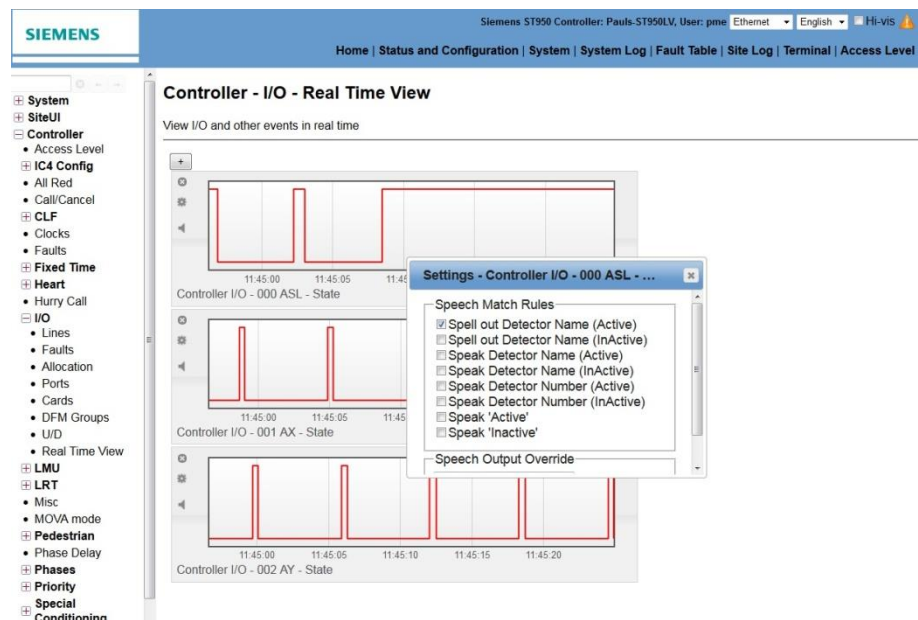 SIEMENS
Siemens ST950 Controller: Pauls-ST950LV, User: pme Ethernet English Hi-vis
Home | Status and Configuration | System | System Log | Fault Table | Site Log | Terminal | Access Level
System
SiteUI
Controller
Access Level
IC4 Config
All Red
Call/Cancel
CLF
Clocks
Faults
Fixed Time
Heart
Hurry Call
I/O
Lines
Faults
Allocation
Ports
Cards
DFM Groups
U/D
Real Time View
LMU
LRT
Misc
MOVA mode
Pedestrian
Phase Delay
Phases
Priority
Special
Conditioning
Controller - I/O - Real Time View
View I/O and other events in real time
+
11:45:00 11:45:05 11:45
Controller I/O - 000 ASL - State
11:45:00 11:45:05 11:45
Controller I/O - 001 AX - State
11:45:00 11:45:05 11:45:10 11:45:15 11:45:20
Controller I/O - 002 AY - State
Settings - Controller I/O - 000 ASL - ...
Speech Match Rules
Spell out Detector Name (Active)
Spell out Detector Name (InActive)
Speak Detector Name (Active)
Speak Detector Name (InActive)
Speak Detector Number (Active)
Speak Detector Number (InActive)
Speak 'Active'
Speak 'Inactive'
Speech Output Override